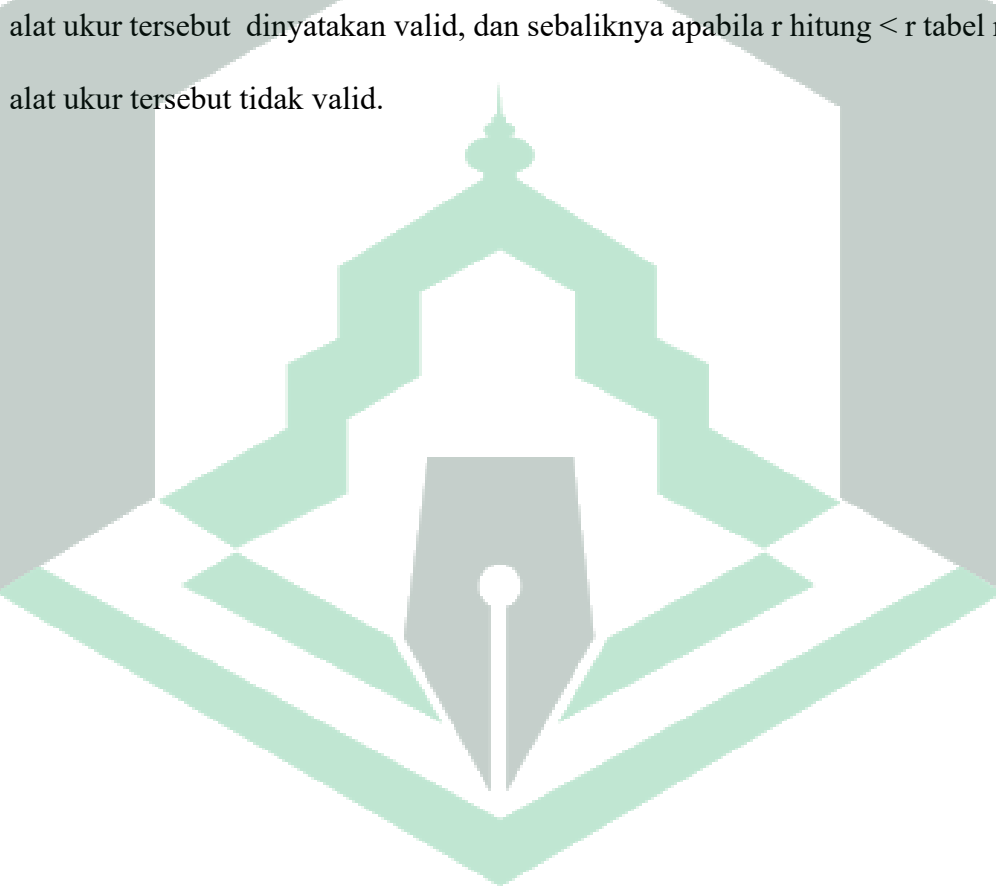 alat ukur tersebut dinyatakan valid, dan sebaliknya apabila r hitung < r tabel
alat ukur tersebut tidak valid.